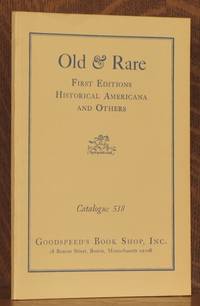 Old & Rare
First Editions
Historical Americana
and Others
Catalogue 518
Goodspeed's Book Shop, Inc.
18 Beacon Street, Boston, Massachusetts 02108